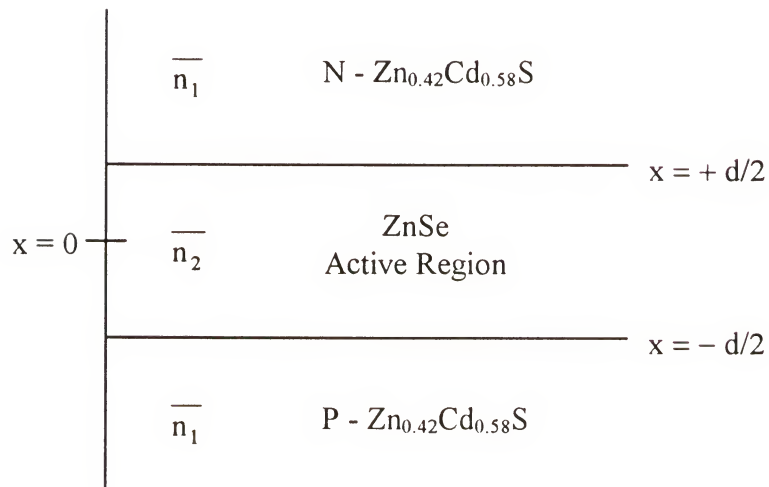 n̅₁ N - Zn₀.₄₂Cd₀.₅₈S
x = + d/2
ZnSe
x = 0 n̅₂
Active Region
x = − d/2
n̅₁ P - Zn₀.₄₂Cd₀.₅₈S